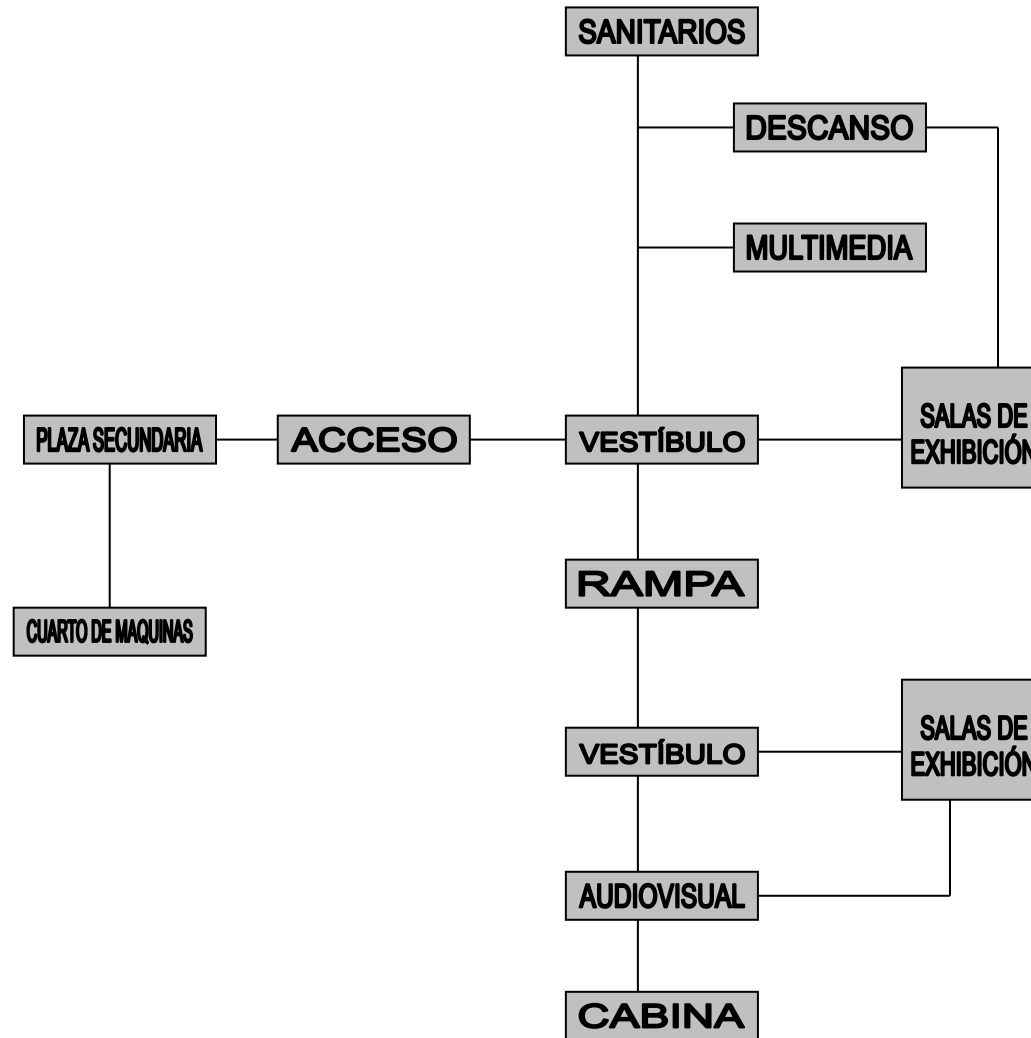 SANITARIOS
DESCANSO
MULTIMEDIA
PLAZA SECUNDARIA
ACCESO
VESTÍBULO
SALAS DE
EXHIBICIÓN
RAMPA
CUARTO DE MAQUINAS
VESTÍBULO
SALAS DE
EXHIBICIÓN
AUDIOVISUAL
CABINA